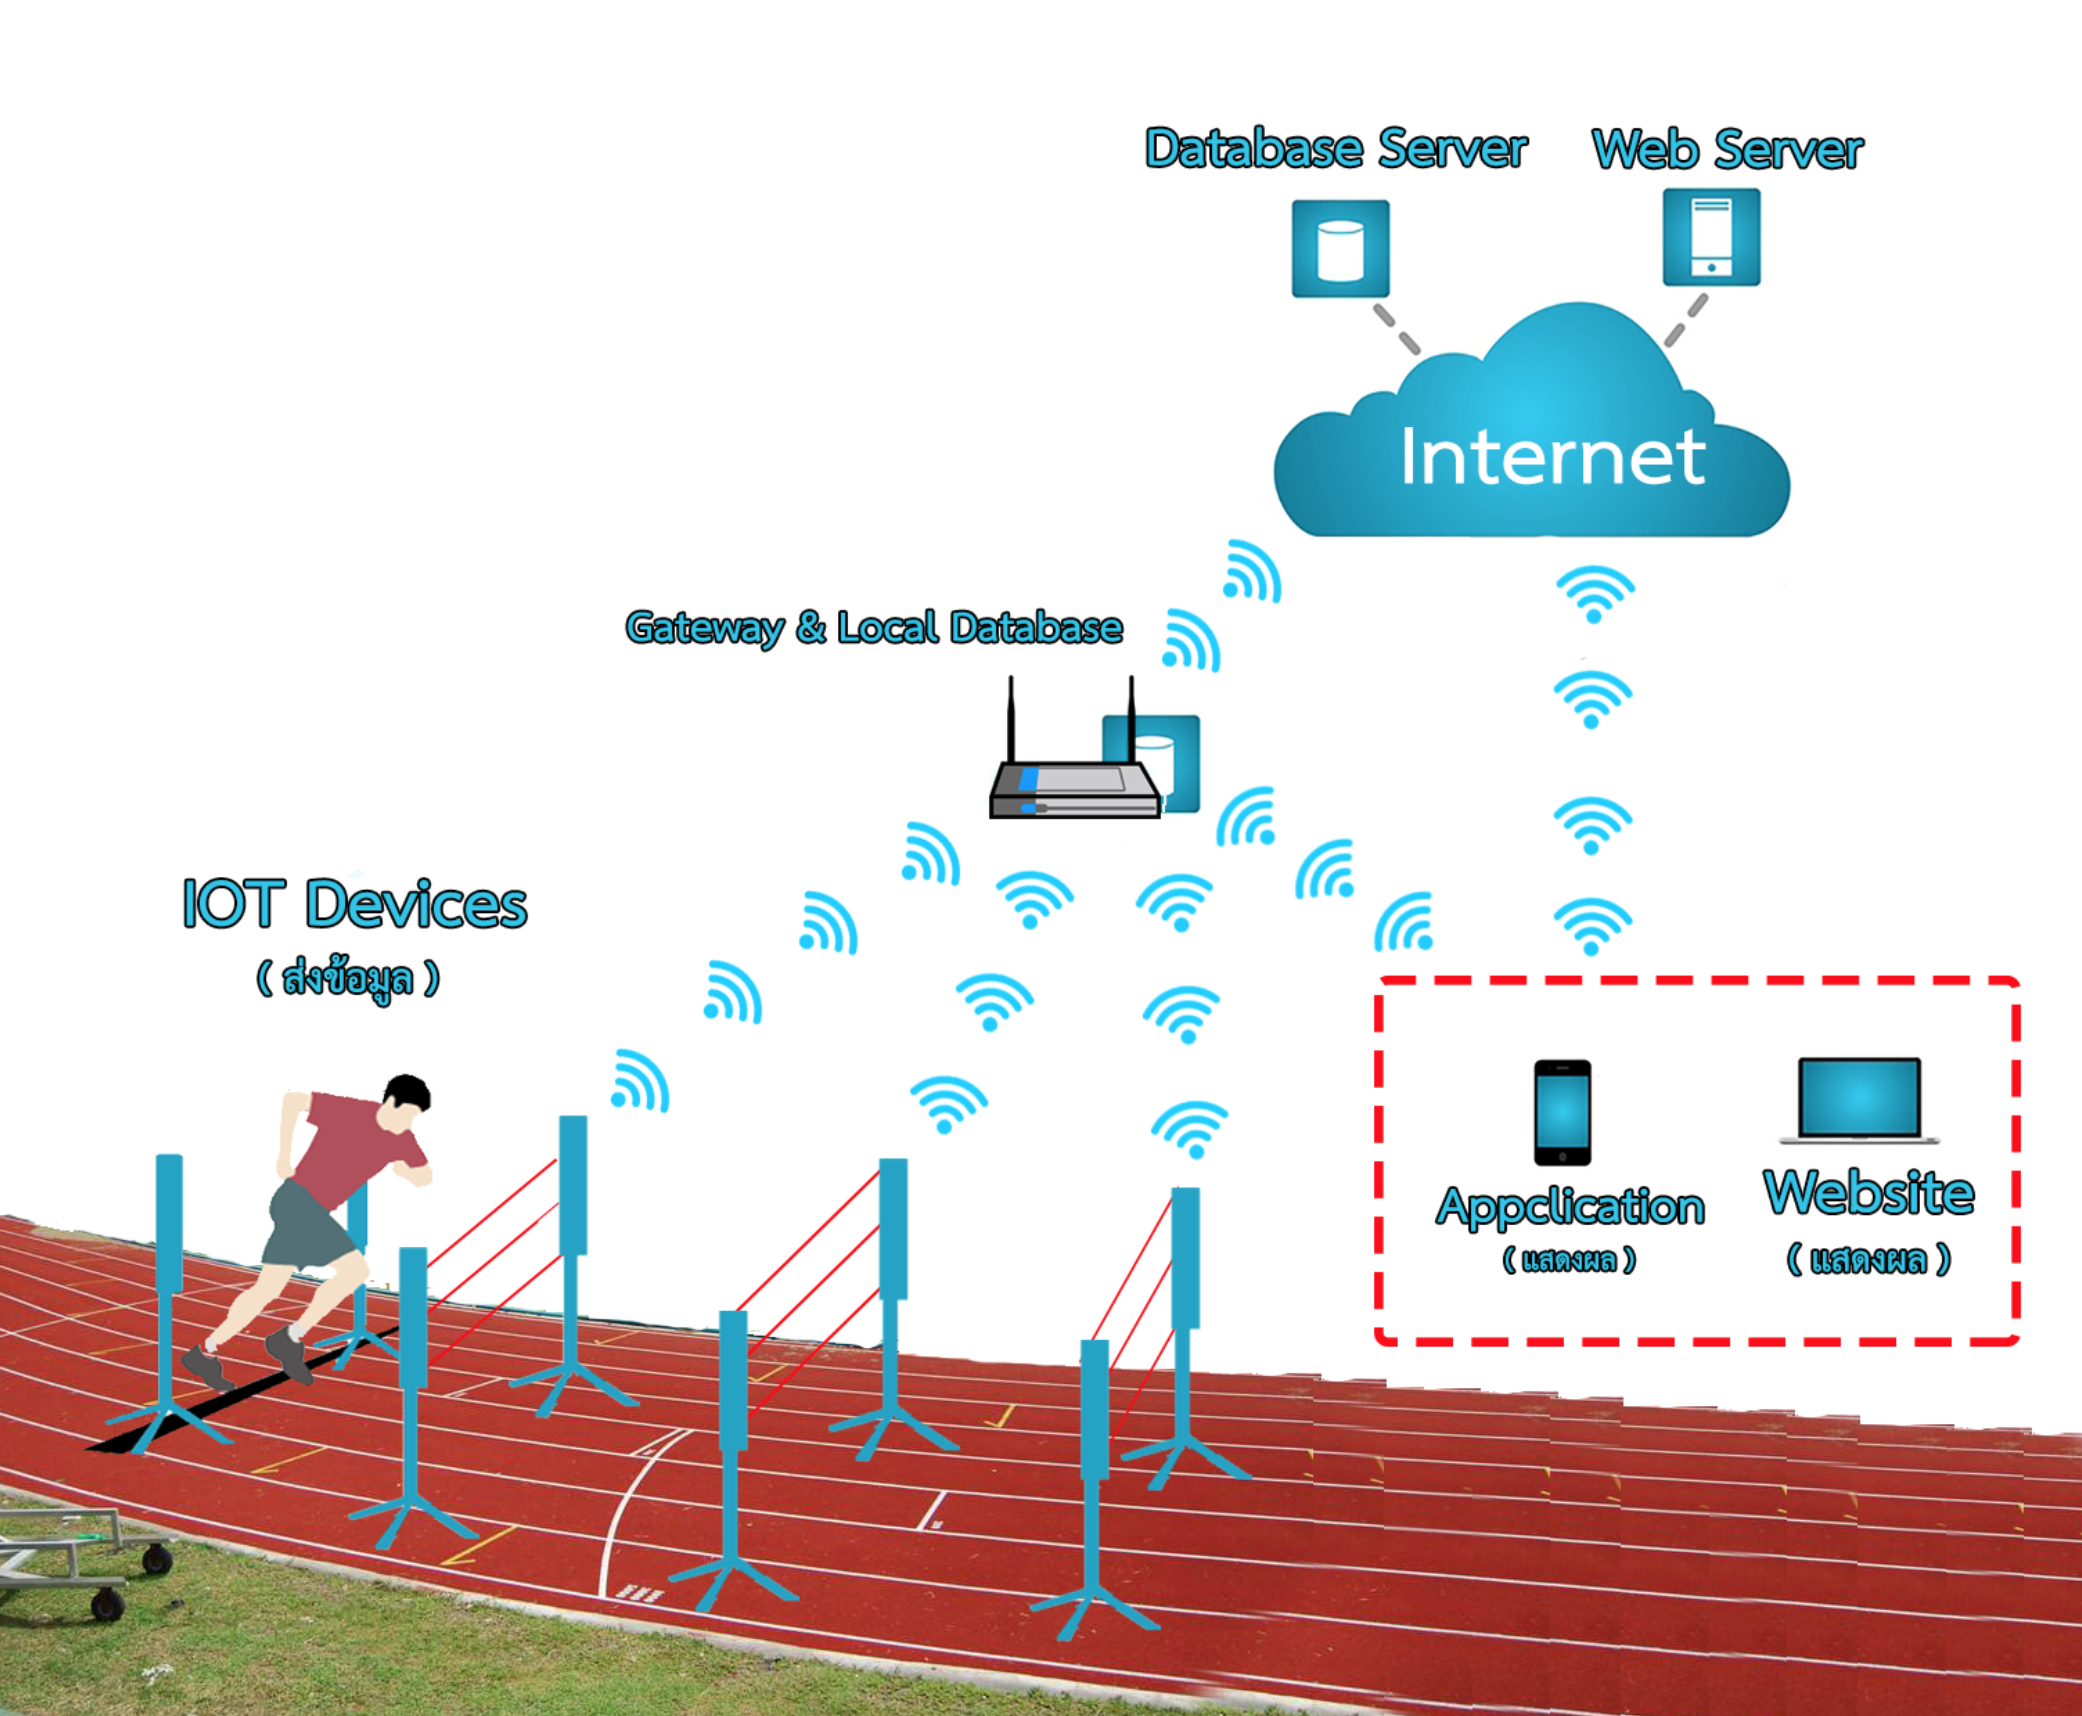 Database Server
Web Server
Internet
Gateway & Local Database
IOT Devices
( ส่งข้อมูล )
Appclication
( แสดงผล )
Website
( แสดงผล )